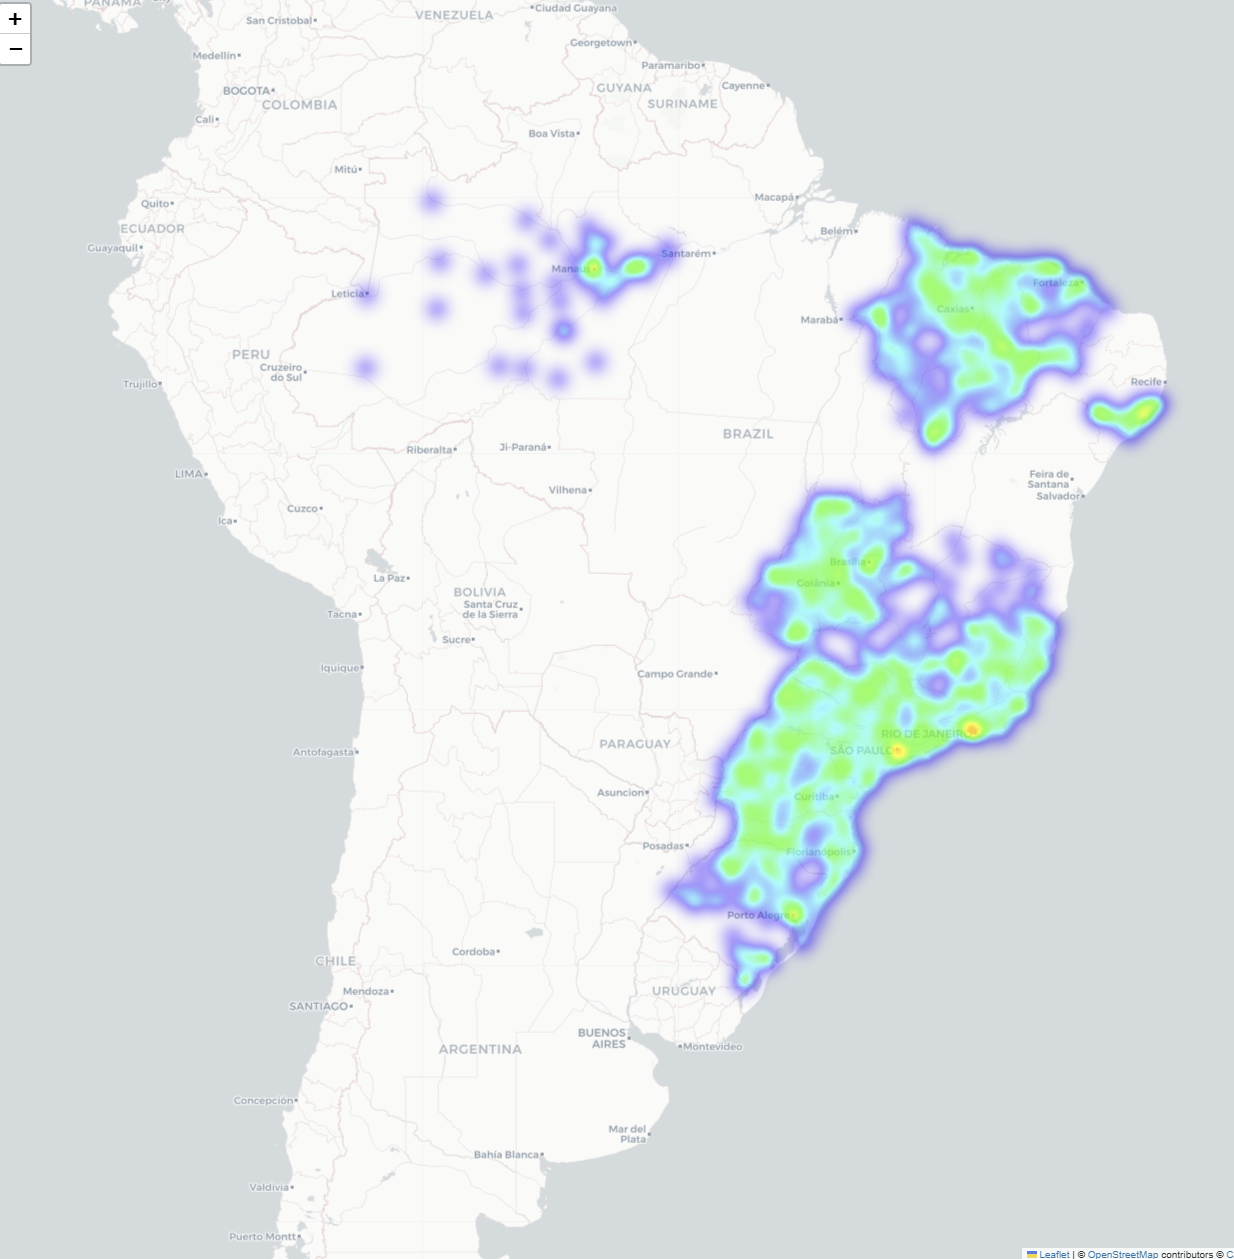 +
−
PANAMA
San Cristobal
VENEZUELA
Ciudad Guayana
Medellín
Georgetown
Paramaribo
BOGOTA
COLOMBIA
GUYANA
Cayenne
SURINAME
Cali
Boa Vista
Mitú
Quito
Macapá
ECUADOR
Belém
Guayaquil
Santarém
Manaus
Leticia
Fortaleza
Caxias
Marabá
PERU
Cruzeiro
do Sul
Trujillo
Recife
BRAZIL
Riberalta
Ji-Paraná
LIMA
Feira de
Santana
Vilhena
Salvador
Cuzco
Ica
Brasília
La Paz
Goiânia
BOLIVIA
Santa Cruz
de la Sierra
Tacna
Sucre
Iquique
Campo Grande
RIO DE JANEIRO
PARAGUAY
SÃO PAULO
Antofagasta
Asuncion
Curitiba
Posadas
Florianópolis
Porto Alegre
Cordoba
CHILE
Mendoza
URUGUAY
SANTIAGO
BUENOS
AIRES
Montevideo
ARGENTINA
Concepción
Mar del
Plata
Bahía Blanca
Valdivia
Puerto Montt
Leaflet | © OpenStreetMap contributors © C